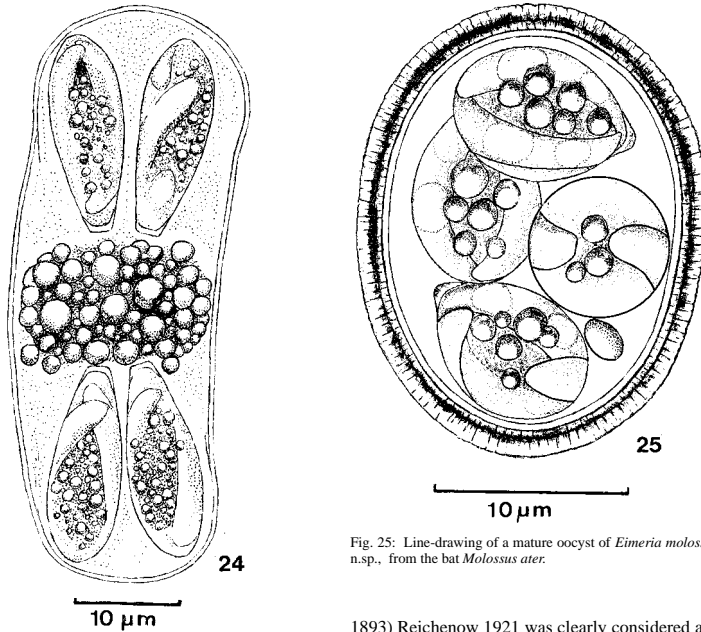 24
10 µm
25
10 µm
Fig. 25: Line-drawing of a mature oocyst of Eimeria
n.sp., from the bat Molossus ater.
1893) Reichenow 1921 was clearly considered